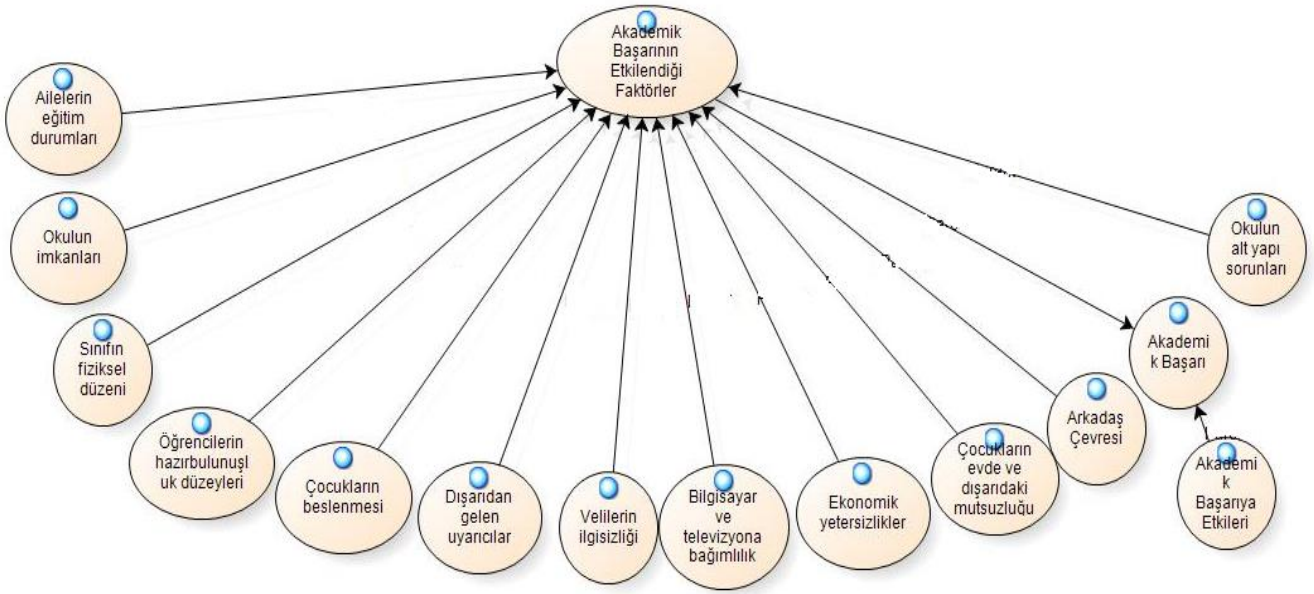 Akademik
Başarının
Etkilendiği
Faktörler
Ailelerin
eğitim
durumları
Okulun
imkanları
Sınıfın
fiziksel
düzeni
Öğrencilerin
hazırbulunuşl
uk düzeyleri
Çocukların
beslenmesi
Dışarıdan
gelen
uyarıcılar
Velilerin
ilgisizliği
Bilgisayar
ve
televizyona
bağımlılık
Ekonomik
yetersizlikler
Çocukların
evde ve
dışarıdaki
mutsuzluğu
Arkadaş
Çevresi
Akademi
k Başarı
Akademi
k
Başarıya
Etkileri
Okulun
alt yapı
sorunları